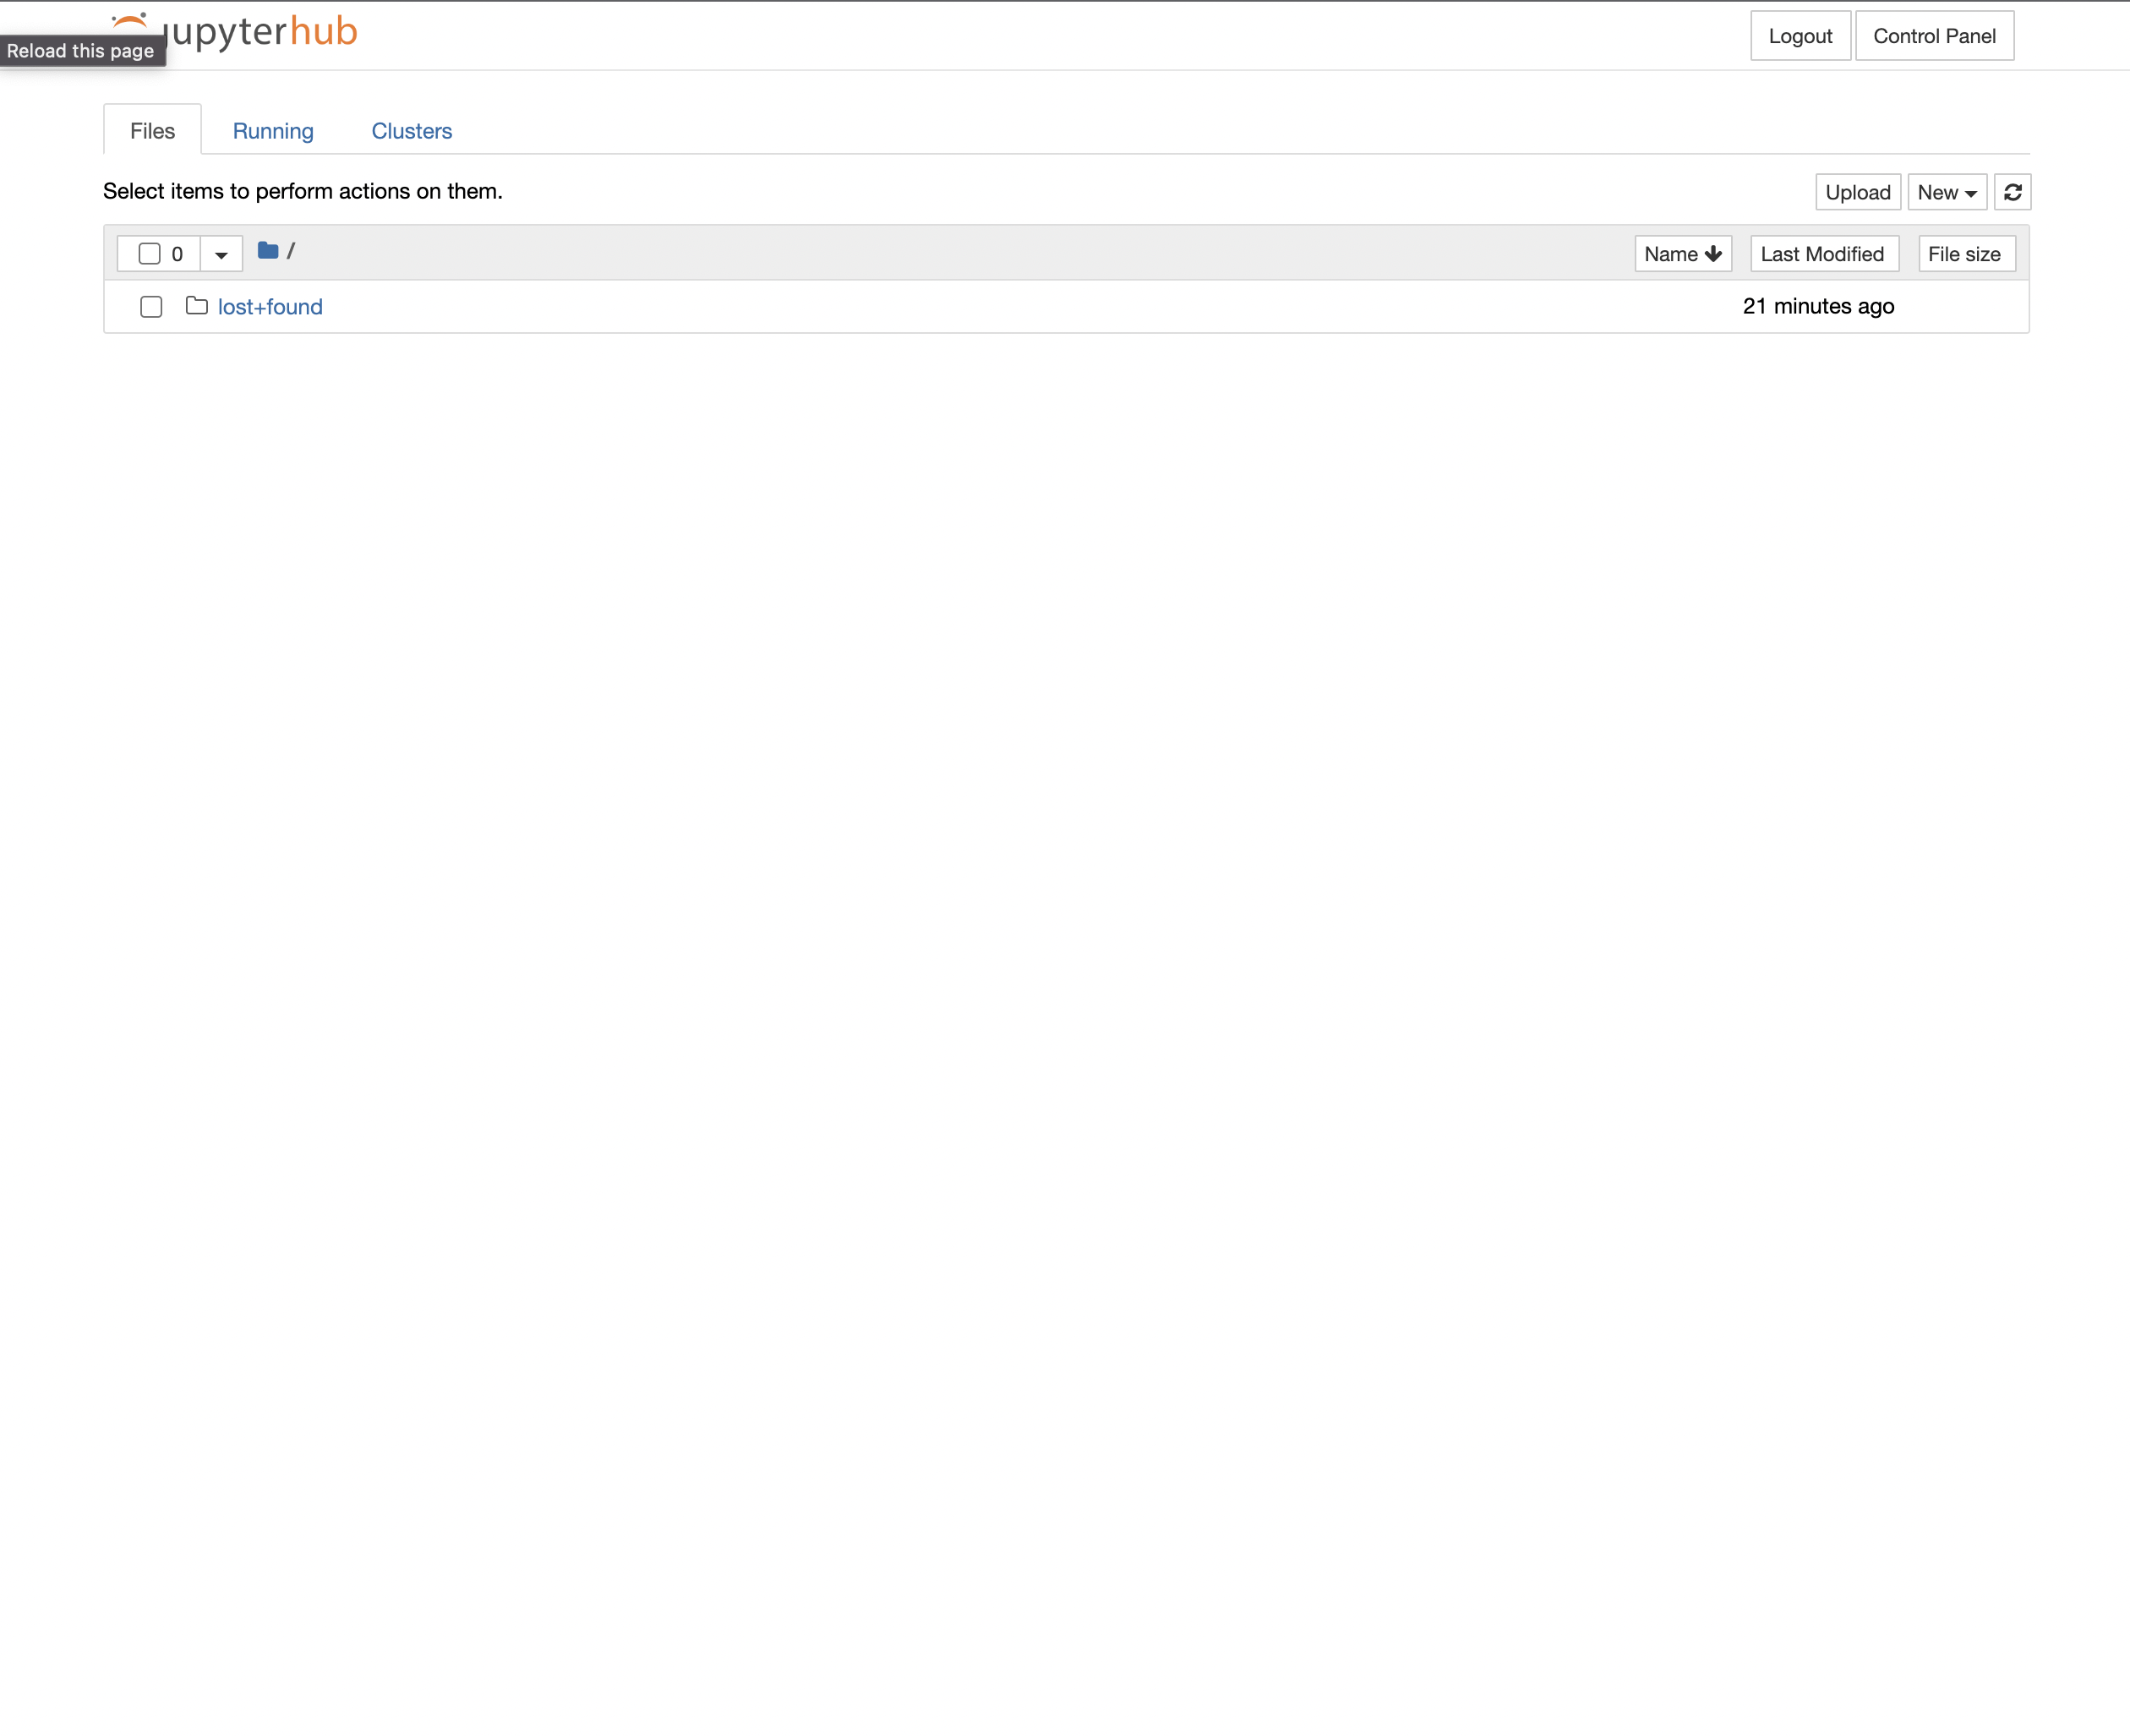 jupyterhub
Reload this page
Logout Control Panel
Files Running Clusters
Select items to perform actions on them.
Upload New
0 / Name Last Modified File size
lost+found 21 minutes ago